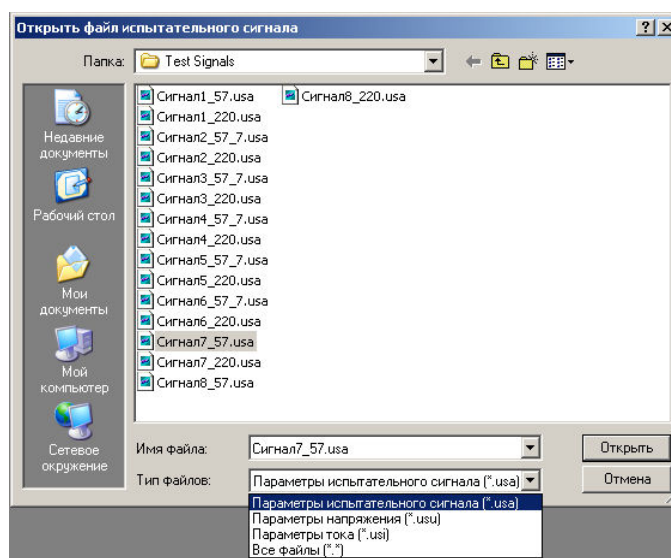 Открыть файл испытательного сигнала
Папка: Test Signals
Недавние документы
Рабочий стол
Мои документы
Мой компьютер
Сетевое окружение
Сигнал1_57.usa
Сигнал1_220.usa
Сигнал2_57_7.usa
Сигнал2_220.usa
Сигнал3_57_7.usa
Сигнал3_220.usa
Сигнал4_57_7.usa
Сигнал4_220.usa
Сигнал5_57_7.usa
Сигнал5_220.usa
Сигнал6_57_7.usa
Сигнал6_220.usa
Сигнал7_57.usa
Сигнал7_220.usa
Сигнал8_57.usa
Сигнал8_220.usa
Имя файла: Сигнал7_57.usa Открыть
Тип файлов: Параметры испытательного сигнала (*.usa) Отмена
Параметры испытательного сигнала (*.usa)
Параметры напряжения (*.usu)
Параметры тока (*.usi)
Все файлы (*.*)